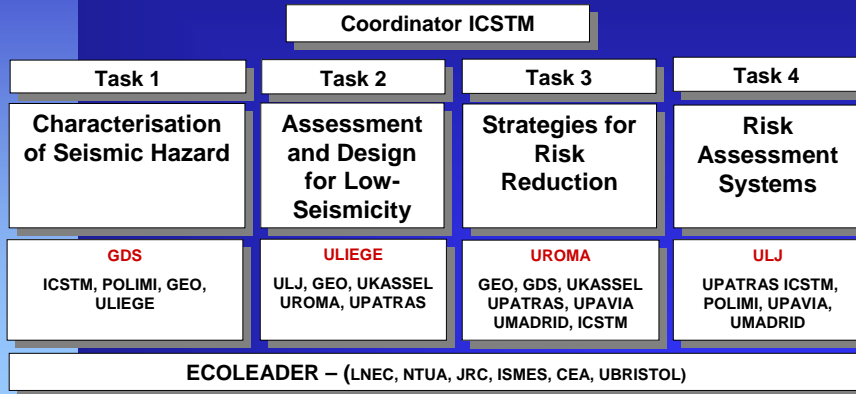 Coordinator ICSTM
Task 1
Task 2
Task 3
Task 4
Characterisation
of Seismic Hazard
Assessment
and Design
for Low-
Seismicity
Strategies for
Risk
Reduction
Risk
Assessment
Systems
GDS
ICSTM, POLIMI, GEO,
ULIEGE
ULIEGE
ULJ, GEO, UKASSEL
UROMA, UPATRAS
UROMA
GEO, GDS, UKASSEL
UPATRAS, UPAVIA
UMADRID, ICSTM
ULJ
UPATRAS ICSTM,
POLIMI, UPAVIA,
UMADRID
ECOLEADER – (LNEC, NTUA, JRC, ISMES, CEA, UBRISTOL)